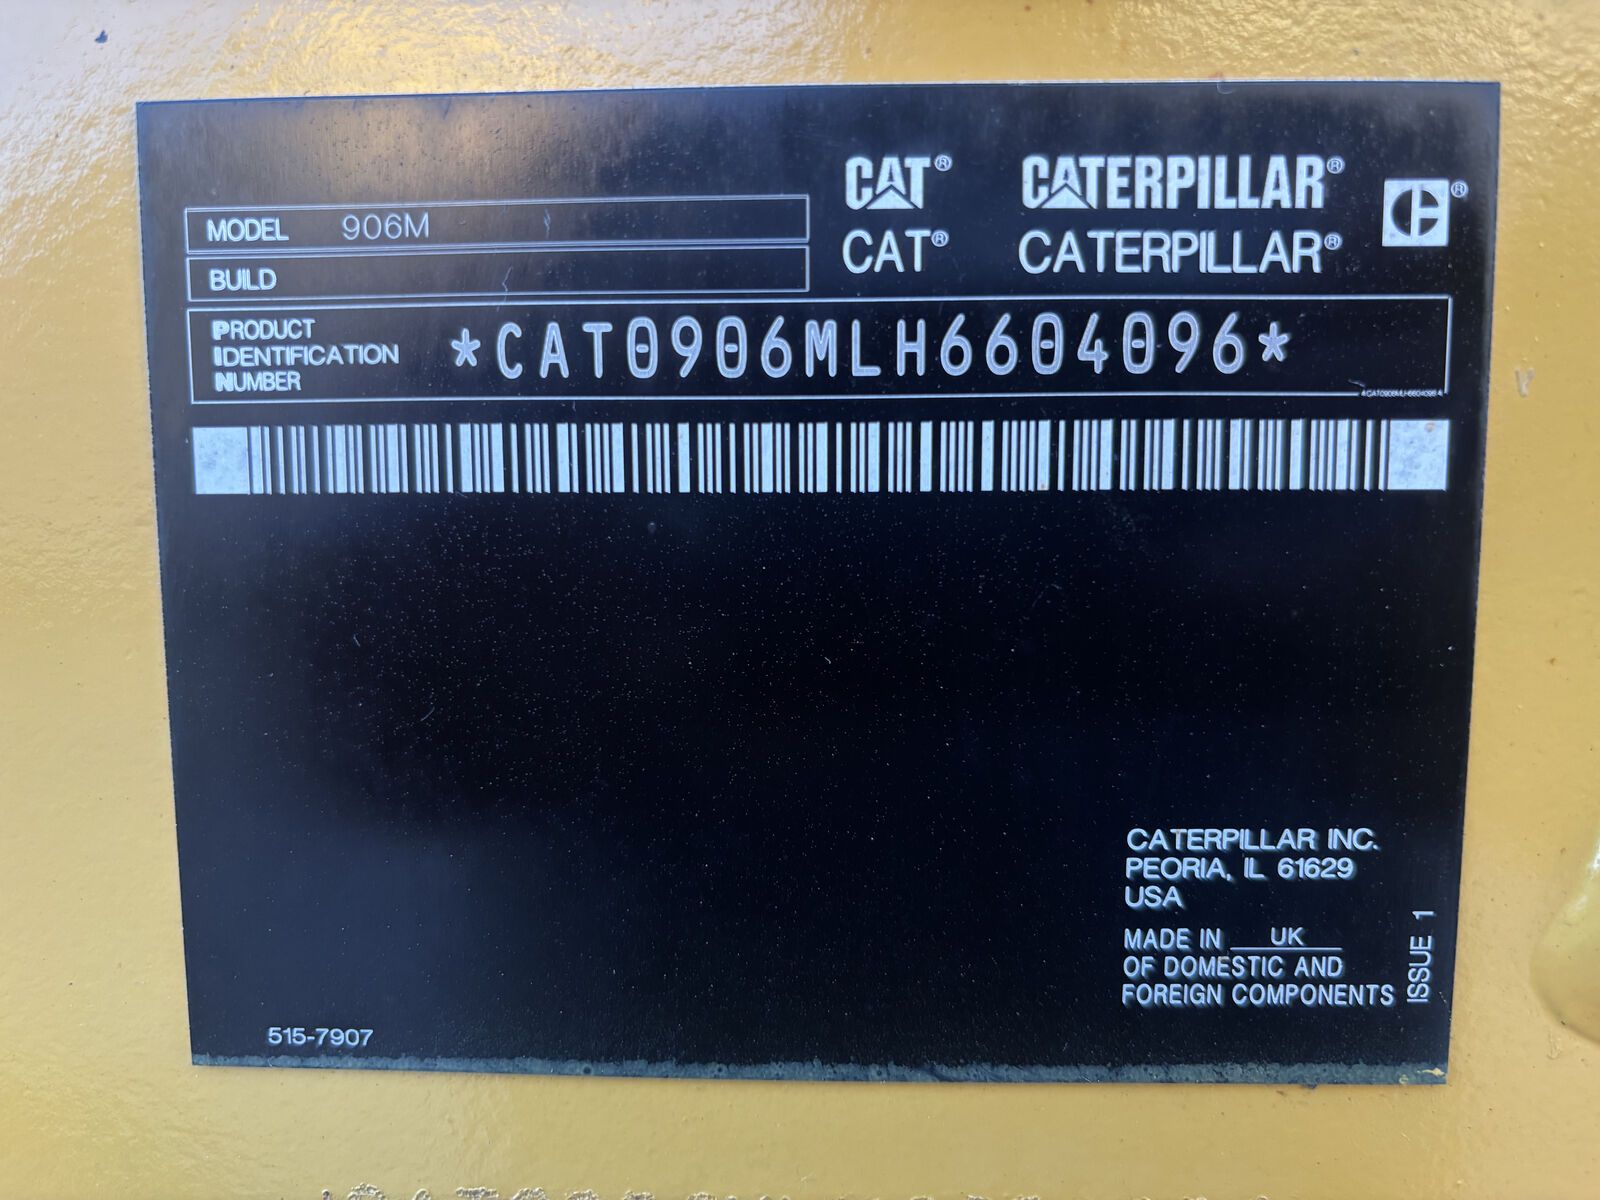 CAT® CATERPILLAR® ®
CAT® CATERPILLAR®
MODEL 906M
BUILD
PRODUCT
IDENTIFICATION
NUMBER
*CAT0906MLH6604096*
CATERPILLAR INC.
PEORIA, IL 61629
USA
MADE IN UK
OF DOMESTIC AND
FOREIGN COMPONENTS
ISSUE 1
515-7907